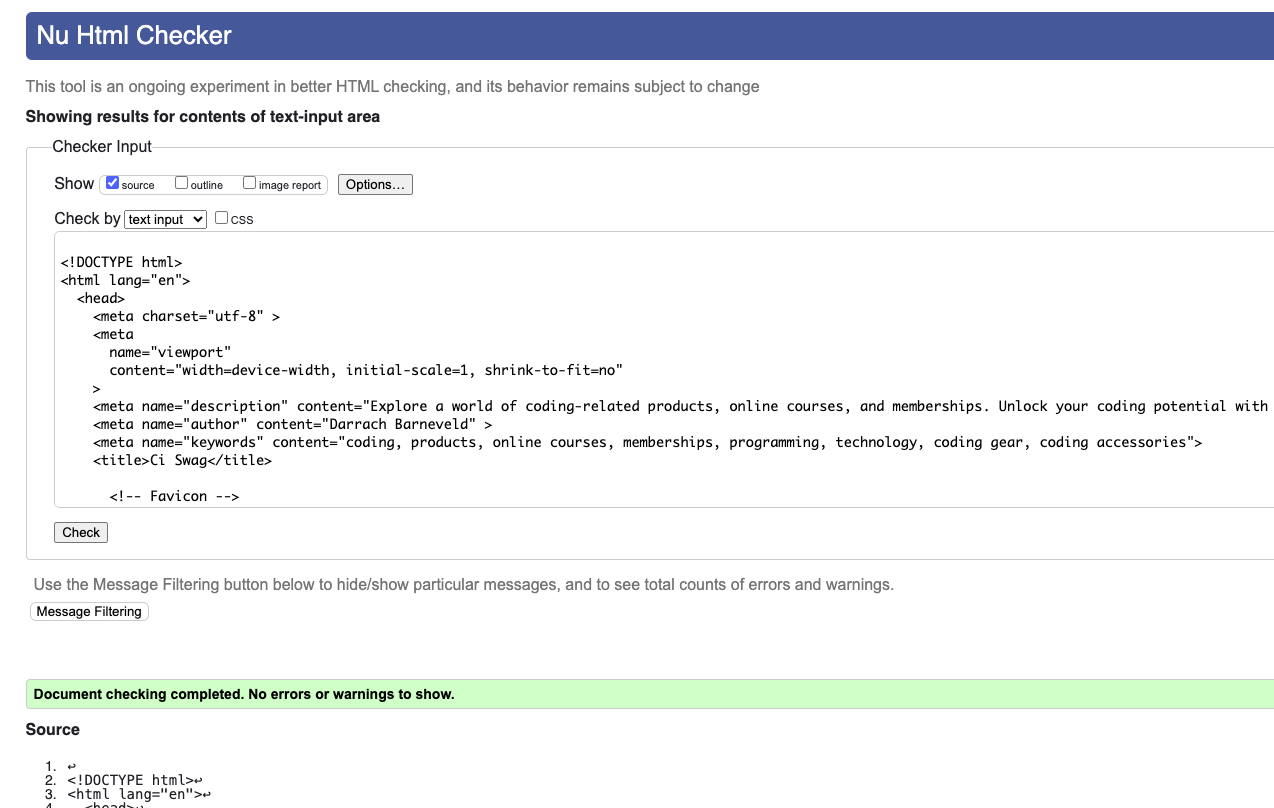 Nu Html Checker
This tool is an ongoing experiment in better HTML checking, and its behavior remains subject to change
Showing results for contents of text-input area
Checker Input
Show source outline image report Options...
Check by text input CSS
<!DOCTYPE html>
<html lang="en">
<head>
<meta charset="utf-8" >
<meta
name="viewport"
content="width=device-width, initial-scale=1, shrink-to-fit=no"
>
<meta name="description" content="Explore a world of coding-related products, online courses, and memberships. Unlock your coding potential with
<meta name="author" content="Darrach Barneveld" >
<meta name="keywords" content="coding, products, online courses, memberships, programming, technology, coding gear, coding accessories">
<title>Ci Swag</title>
<!-- Favicon -->
Check
Use the Message Filtering button below to hide/show particular messages, and to see total counts of errors and warnings.
Message Filtering
Document checking completed. No errors or warnings to show.
Source
1. ↩
2. <!DOCTYPE html>↩
3. <html lang="en">↩
4. <head>↩